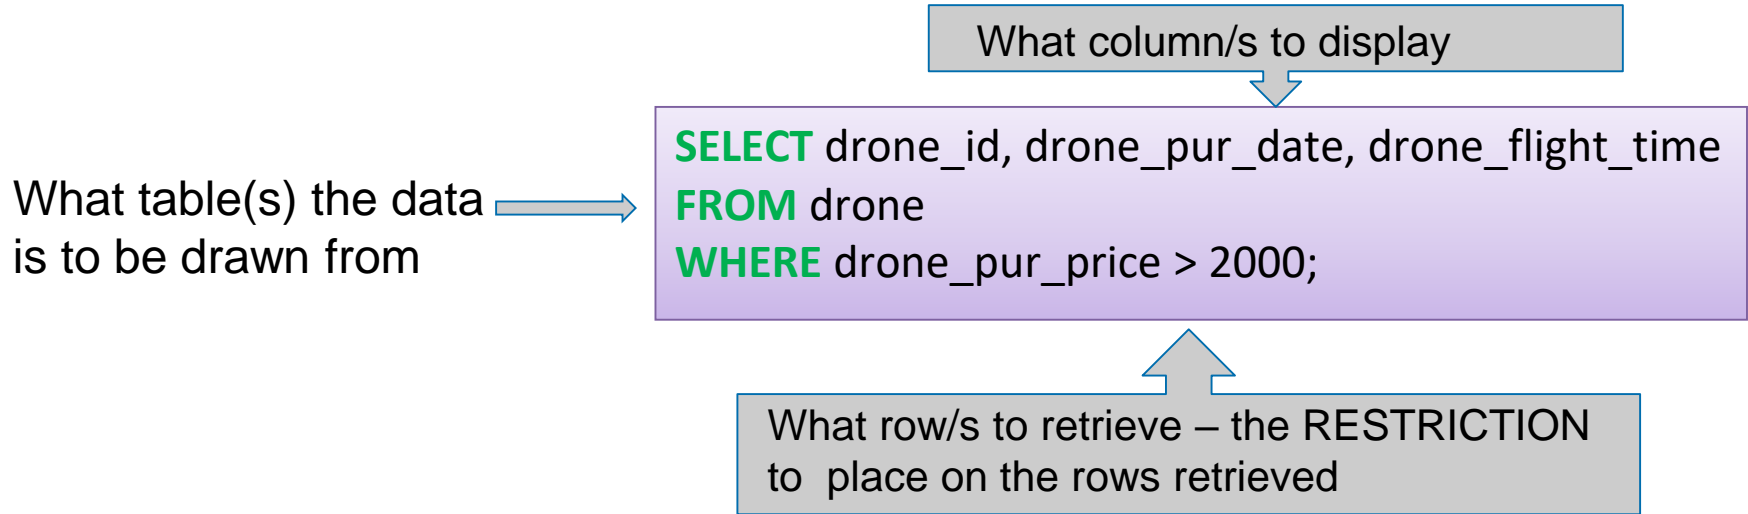 What column/s to display
SELECT drone_id, drone_pur_date, drone_flight_time
FROM drone
WHERE drone_pur_price > 2000;
What table(s) the data
is to be drawn from
What row/s to retrieve – the RESTRICTION
to place on the rows retrieved